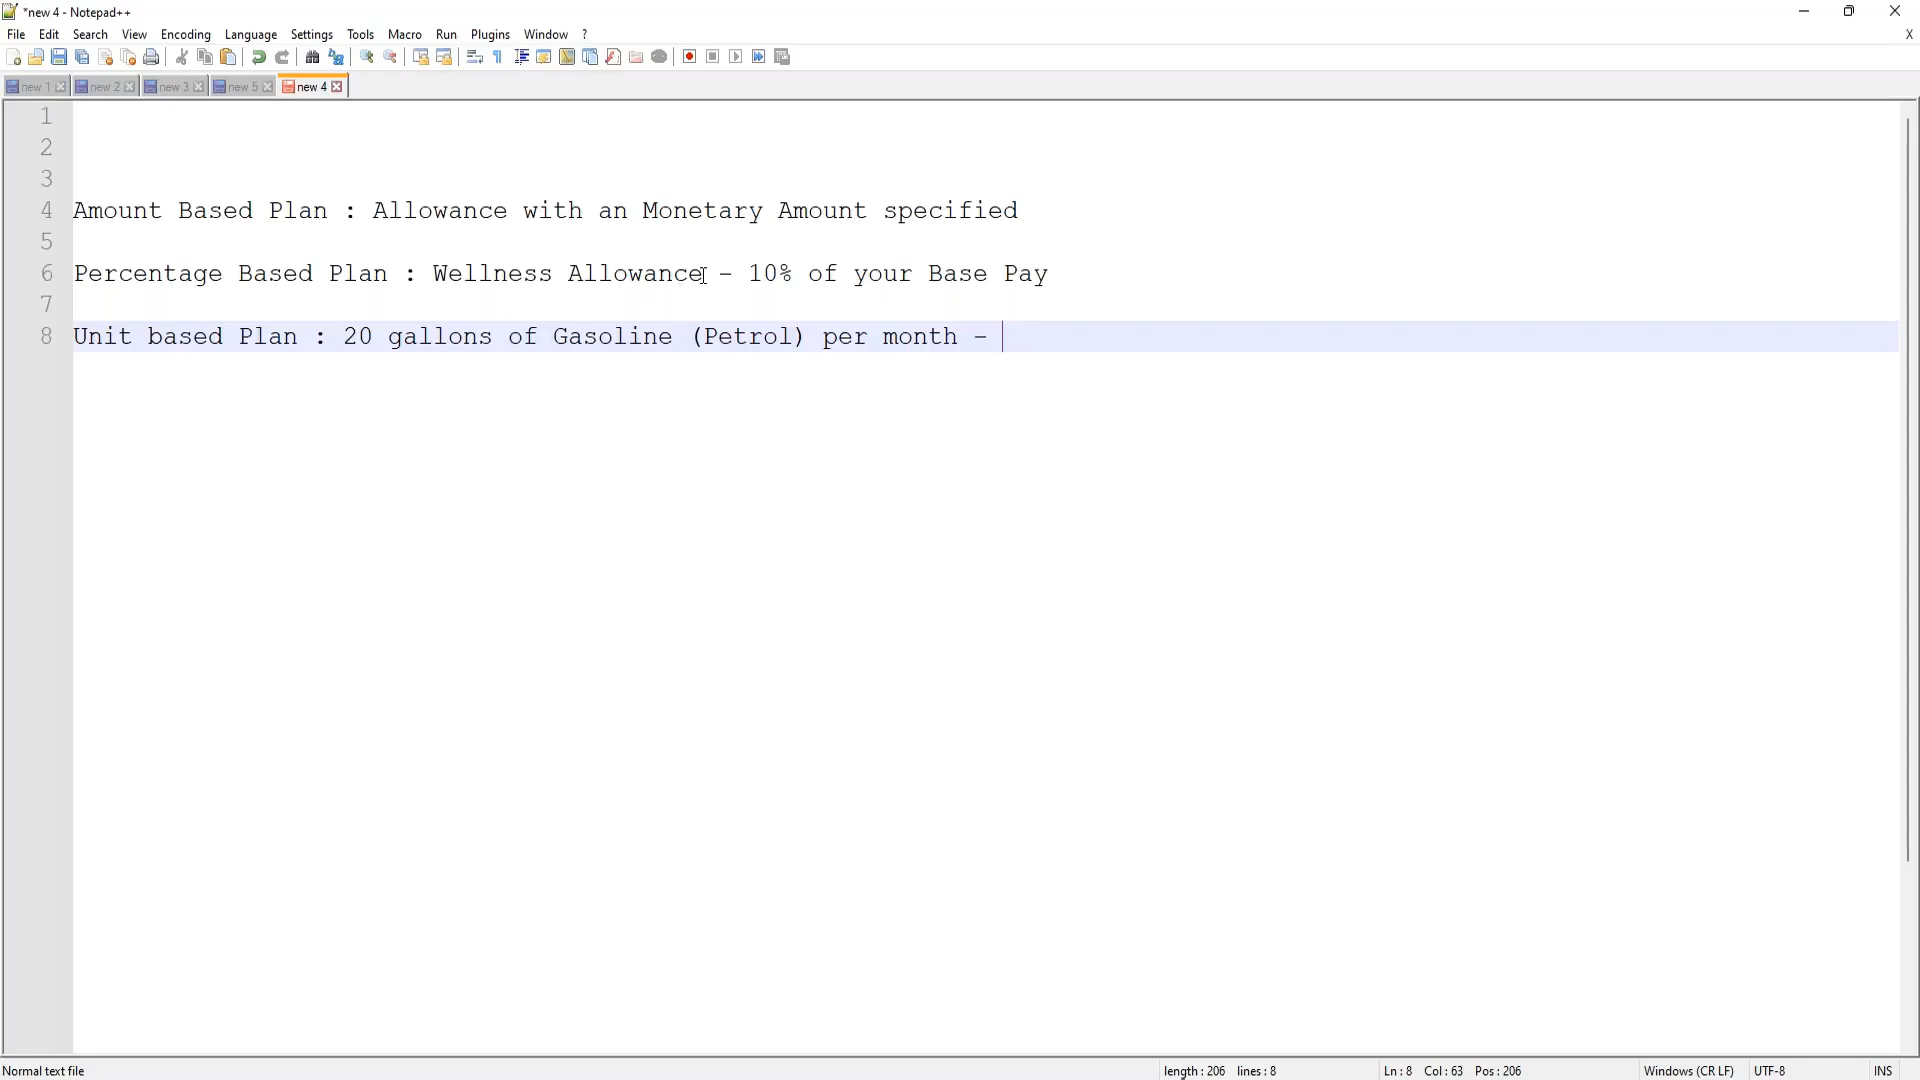 *new 4 - Notepad++
File Edit Search View Encoding Language Settings Tools Macro Run Plugins Window ? X
new 1 new 2 new 3 new 5 new 4
1
2
3
4 Amount Based Plan : Allowance with an Monetary Amount specified
5
6 Percentage Based Plan : Wellness Allowance - 10% of your Base Pay
7
8 Unit based Plan : 20 gallons of Gasoline (Petrol) per month -
Normal text file length : 206 lines : 8 Ln : 8 Col : 63 Pos : 206 Windows (CR LF) UTF-8 INS